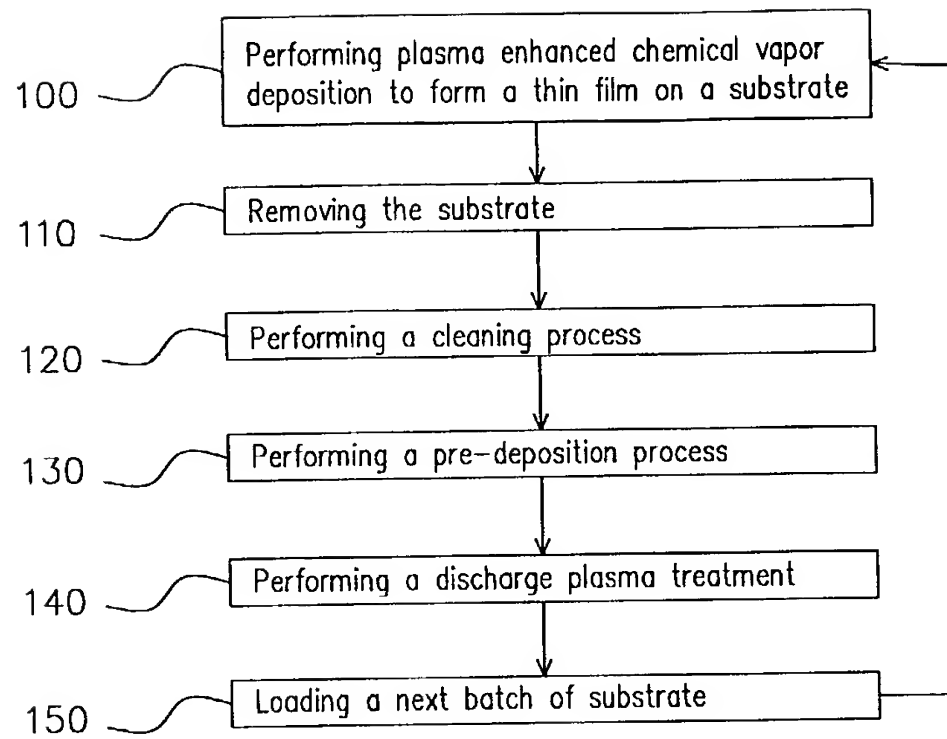 100
Performing plasma enhanced chemical vapor
deposition to form a thin film on a substrate
110
Removing the substrate
120
Performing a cleaning process
130
Performing a pre-deposition process
140
Performing a discharge plasma treatment
150
Loading a next batch of substrate